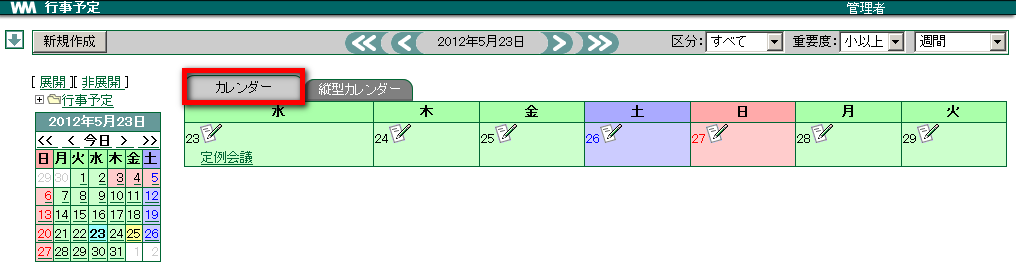 WM 行事予定 管理者
新規作成 2012年5月23日 区分: すべて 重要度: 小以上 週間
[ 展開 ][ 非展開 ]
行事予定
2012年5月23日
<< < 今日 > >>
日 月 火 水 木 金 土
29 30 1 2 3 4 5
6 7 8 9 10 11 12
13 14 15 16 17 18 19
20 21 22 23 24 25 26
27 28 29 30 31 1 2
カレンダー 縦型カレンダー
水 木 金 土 日 月 火
23 24 25 26 27 28 29
定例会議